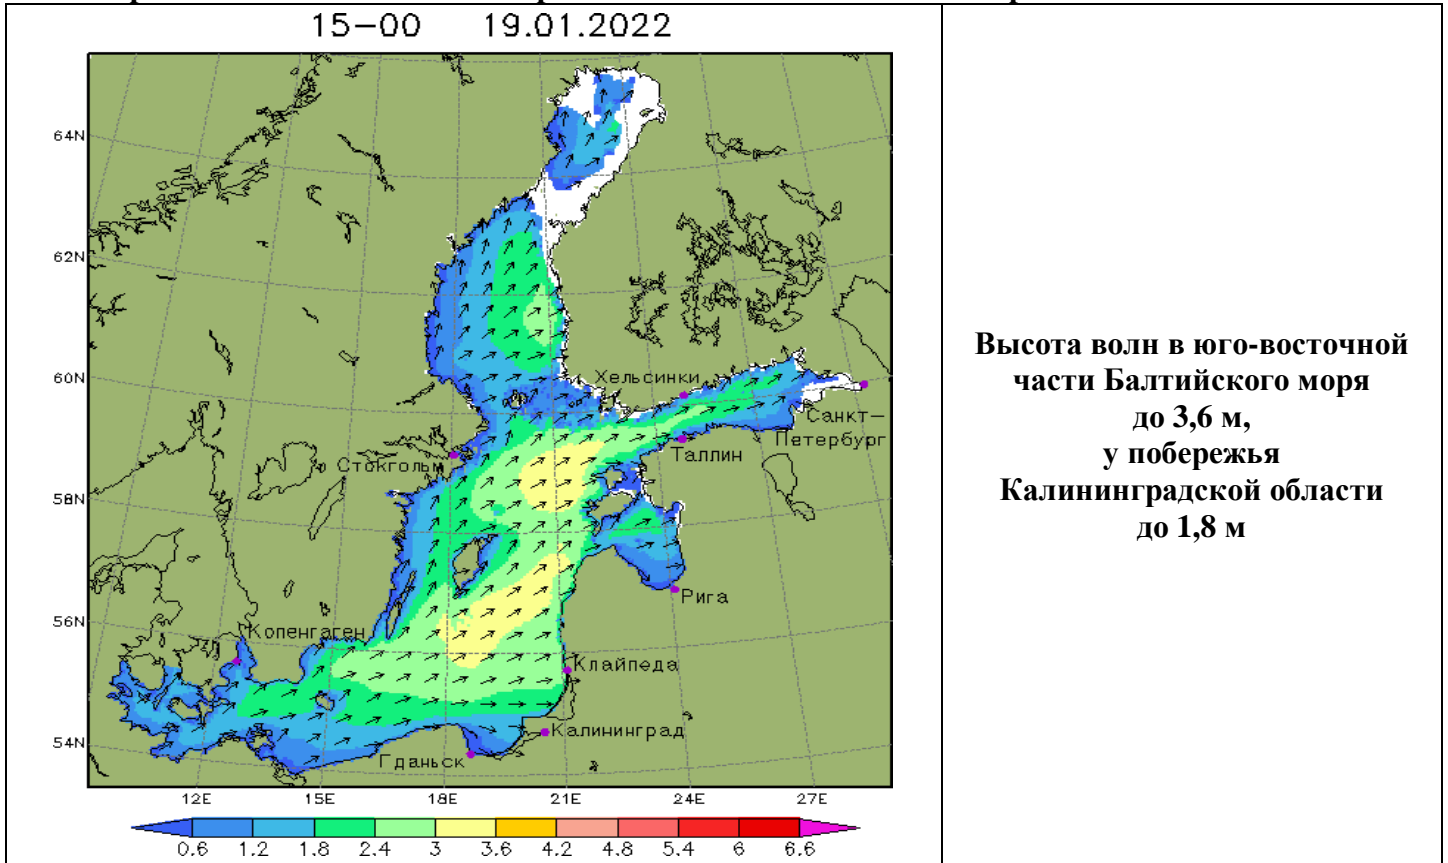 15-00 19.01.2022
64N
62N
60N
58N
56N
54N
Хельсинки
Санкт-
Петербург
Таллин
Стокгольм
Рига
Копенгаген
Клайпеда
Калининград
Гданьск
12E 15E 18E 21E 24E 27E
0.6 1.2 1.8 2.4 3 3.6 4.2 4.8 5.4 6 6.6
Высота волн в юго-восточной
части Балтийского моря
до 3,6 м,
у побережья
Калининградской области
до 1,8 м